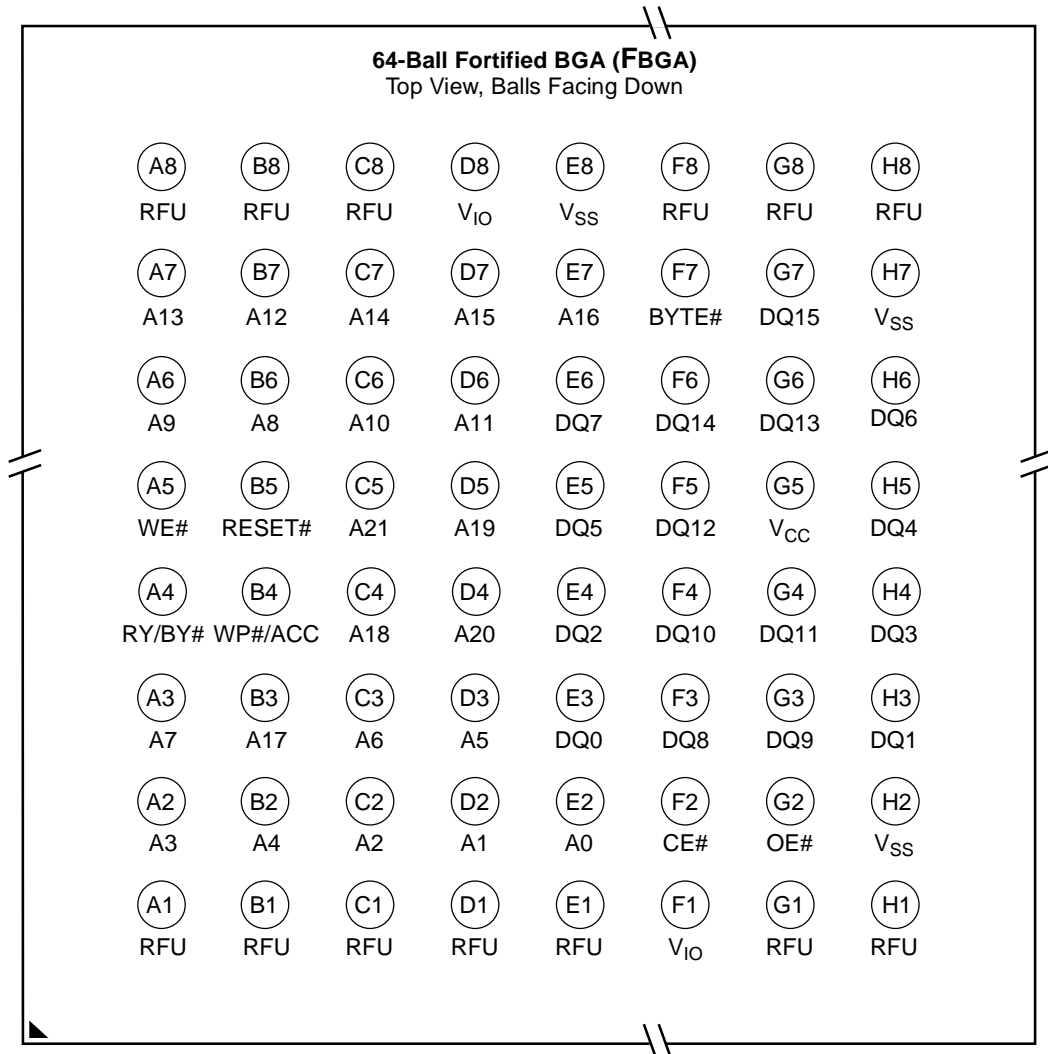 64-Ball Fortified BGA (FBGA)
Top View, Balls Facing Down
A8 B8 C8 D8 E8 F8 G8 H8
RFU RFU RFU VIO VSS RFU RFU RFU
A7 B7 C7 D7 E7 F7 G7 H7
A13 A12 A14 A15 A16 BYTE# DQ15 VSS
A6 B6 C6 D6 E6 F6 G6 H6
A9 A8 A10 A11 DQ7 DQ14 DQ13 DQ6
A5 B5 C5 D5 E5 F5 G5 H5
WE# RESET# A21 A19 DQ5 DQ12 VCC DQ4
A4 B4 C4 D4 E4 F4 G4 H4
RY/BY# WP#/ACC A18 A20 DQ2 DQ10 DQ11 DQ3
A3 B3 C3 D3 E3 F3 G3 H3
A7 A17 A6 A5 DQ0 DQ8 DQ9 DQ1
A2 B2 C2 D2 E2 F2 G2 H2
A3 A4 A2 A1 A0 CE# OE# VSS
A1 B1 C1 D1 E1 F1 G1 H1
RFU RFU RFU RFU RFU VIO RFU RFU